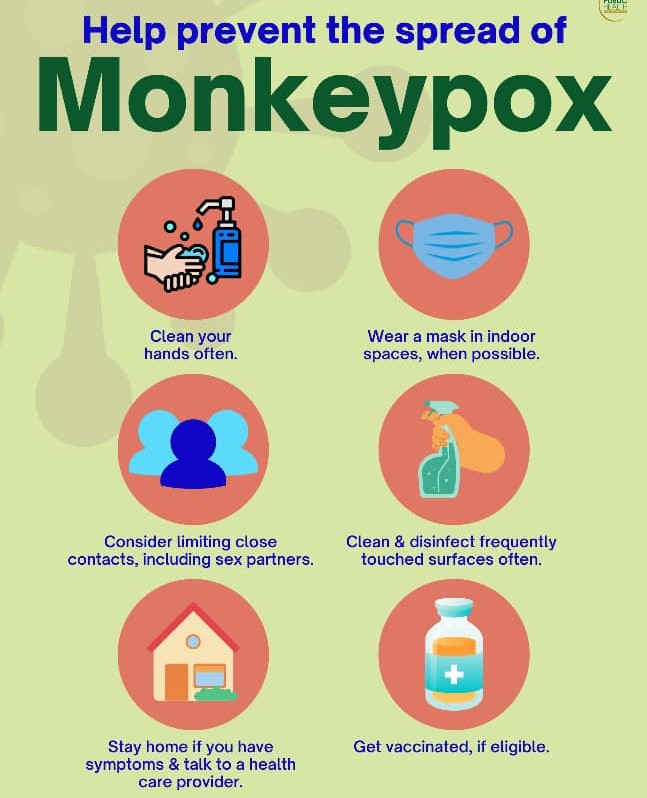 Help prevent the spread of
Monkeypox
Clean your
hands often.
Wear a mask in indoor
spaces, when possible.
Consider limiting close
contacts, including sex partners.
Clean & disinfect frequently
touched surfaces often.
Stay home if you have
symptoms & talk to a health
care provider.
Get vaccinated, if eligible.